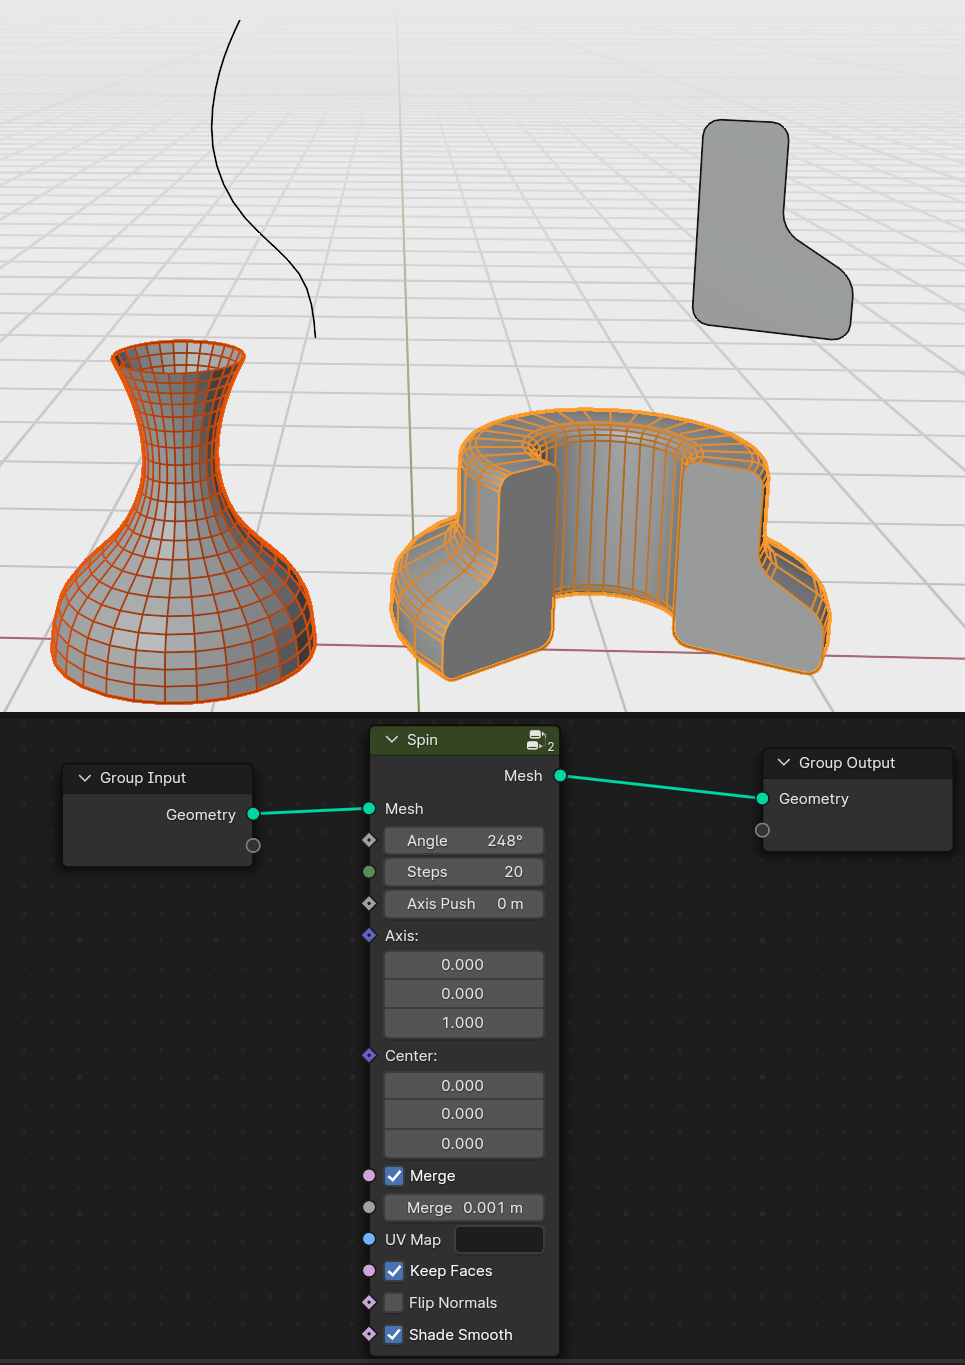 Spin
2
Group Input
Geometry
Mesh
Group Output
Geometry
Mesh
Angle 248°
Steps 20
Axis Push 0 m
Axis:
0.000
0.000
1.000
Center:
0.000
0.000
0.000
Merge
Merge 0.001 m
UV Map
Keep Faces
Flip Normals
Shade Smooth